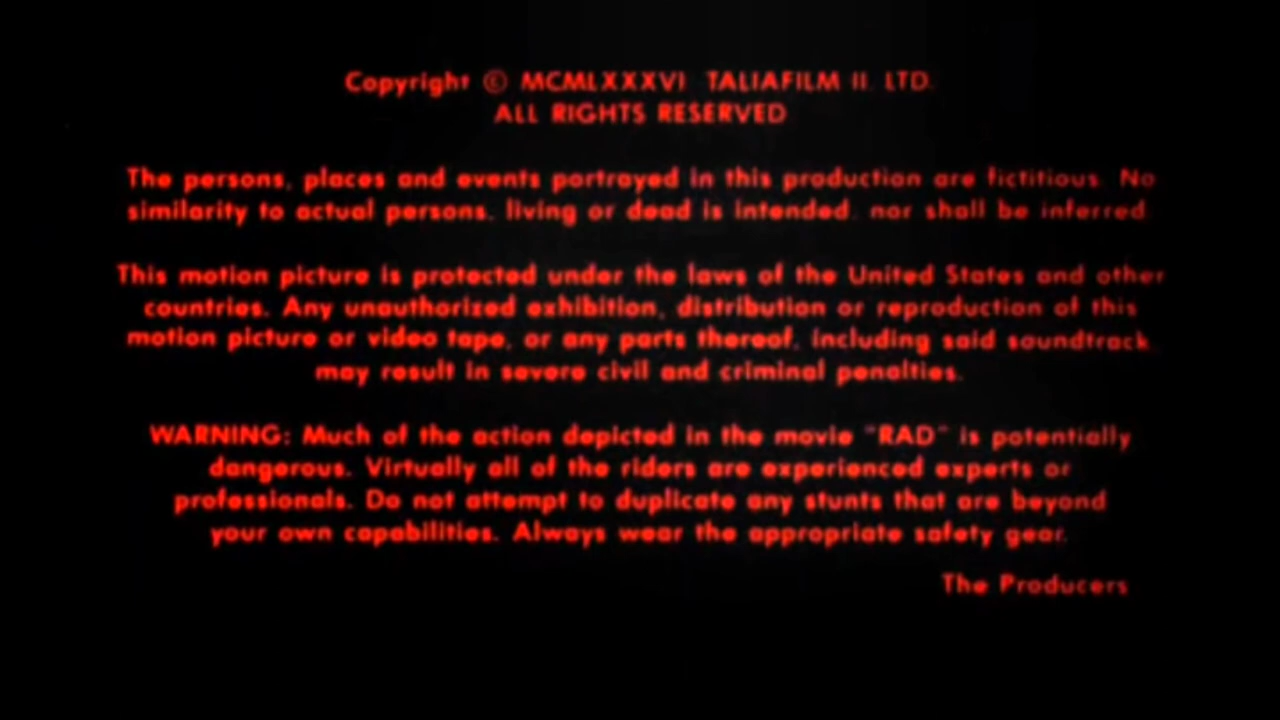 Copyright © MCMLXXXVI TALIAFILM II. LTD.
ALL RIGHTS RESERVED
The persons, places and events portrayed in this production are fictitious. No
similarity to actual persons, living or dead is intended, nor shall be inferred.
This motion picture is protected under the laws of the United States and other
countries. Any unauthorized exhibition, distribution or reproduction of this
motion picture or video tape, or any parts thereof, including said soundtrack
may result in severe civil and criminal penalties.
WARNING: Much of the action depicted in the movie "RAD" is potentially
dangerous. Virtually all of the riders are experienced experts or
professionals. Do not attempt to duplicate any stunts that are beyond
your own capabilities. Always wear the appropriate safety gear.
The Producers